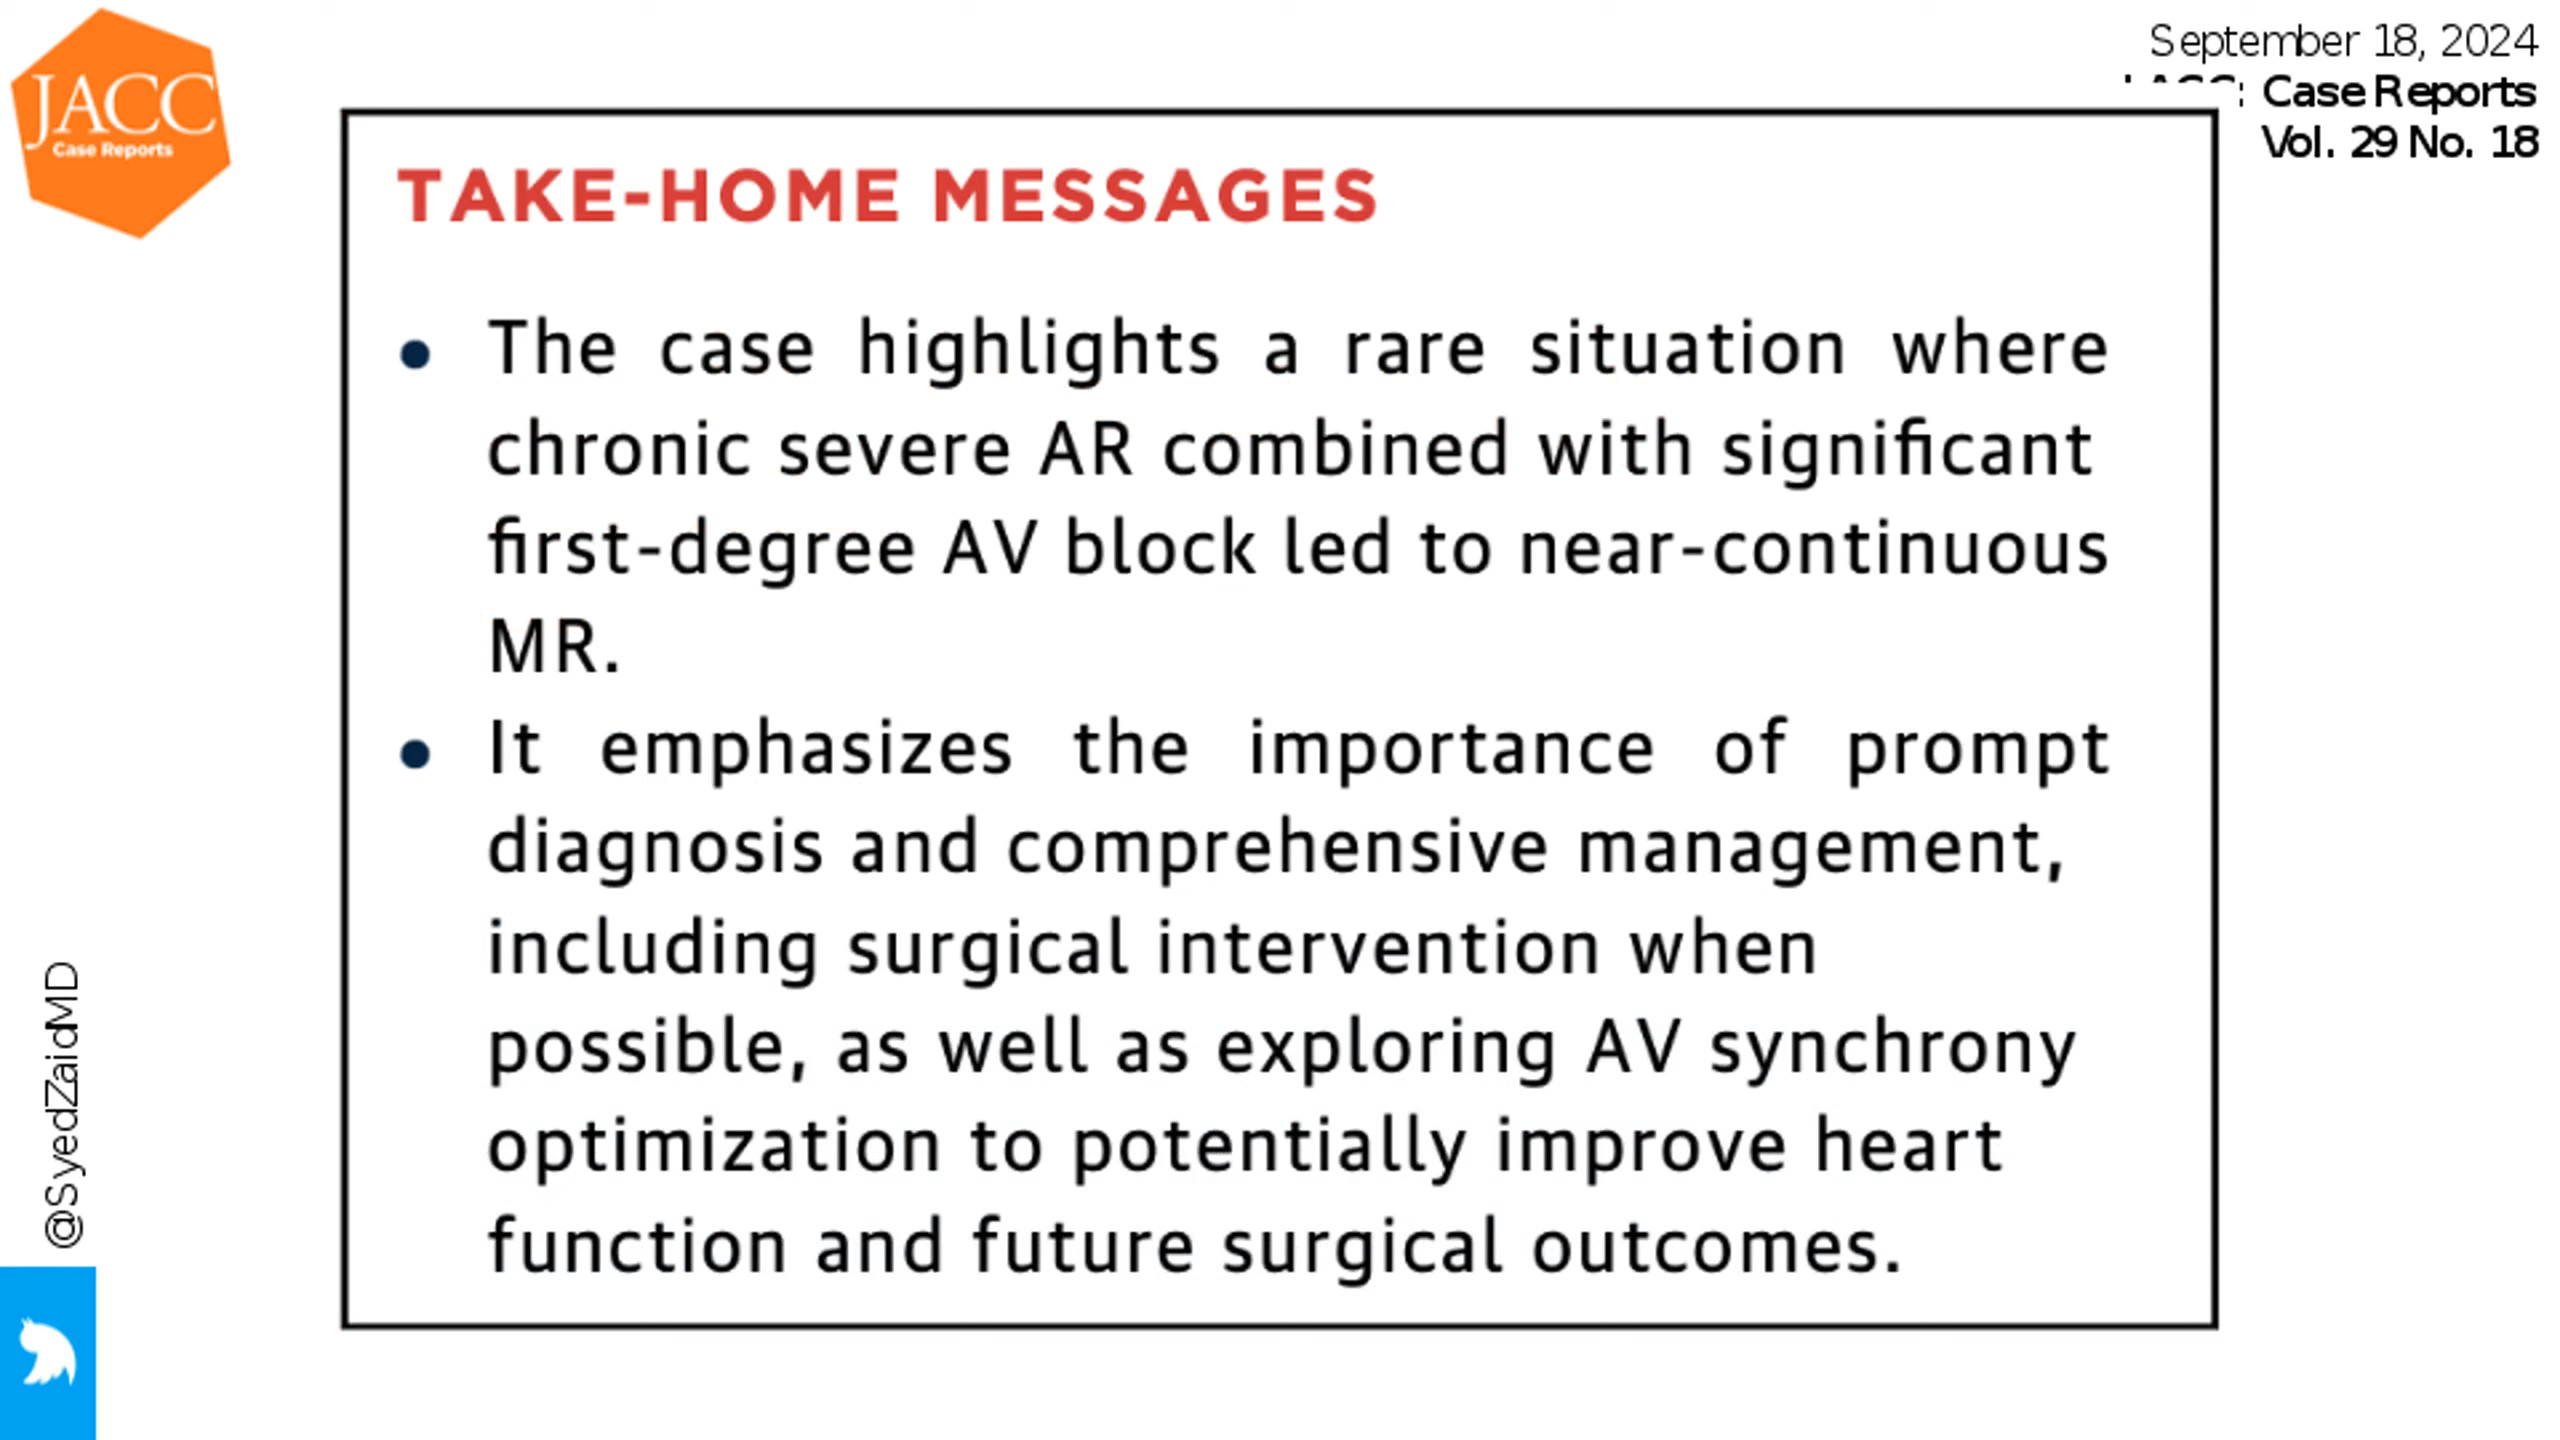 JACC
Case Reports
September 18, 2024
: Case Reports
Vol. 29 No. 18
TAKE-HOME MESSAGES
• The case highlights a rare situation where
chronic severe AR combined with significant
first-degree AV block led to near-continuous
MR.
• It emphasizes the importance of prompt
diagnosis and comprehensive management,
including surgical intervention when
possible, as well as exploring AV synchrony
optimization to potentially improve heart
function and future surgical outcomes.
@SyedZaidMD